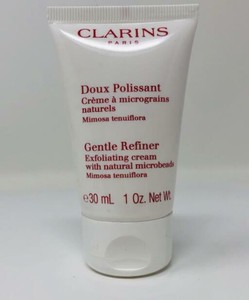 CLARINS
PARIS
Doux Polissant
Crème à micrograins
naturels
Mimosa tenuiflora
Gentle Refiner
Exfoliating cream
with natural microbeads
Mimosa tenuiflora
e 30 mL 1 Oz. Net Wt.